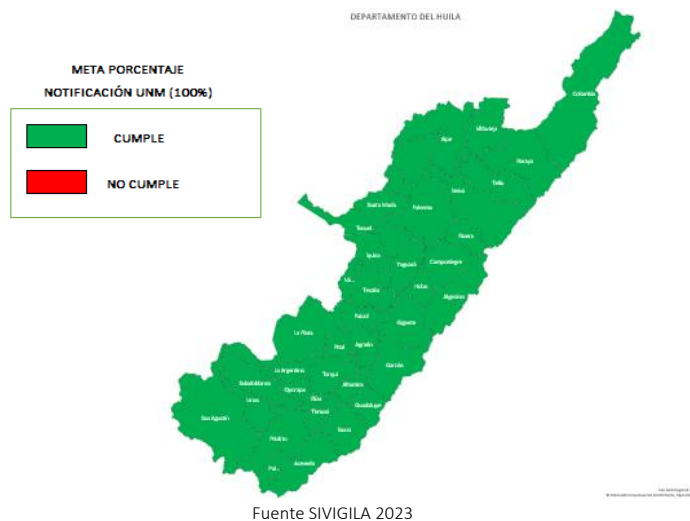 DEPARTAMENTO DEL HUILA
META PORCENTAJE
NOTIFICACIÓN UNM (100%)
CUMPLE
NO CUMPLE
Colombia
Villavieja
Aipe
Baraya
Tello
Neiva
Santa María
Palermo
Teruel
Rivera
Iquira
Yaguará
Campoalegre
Tesalia
Hobo
Algeciras
Paicol
Gigante
La Plata
Pital
Agrado
Garzón
La Argentina
Tarqui
Saladoblanco
Oporapa
Altamira
Isnos
Elías
Guadalupe
Timaná
San Agustín
Suaza
Pitalito
Acevedo
Pal...
Fuente SIVIGILA 2023